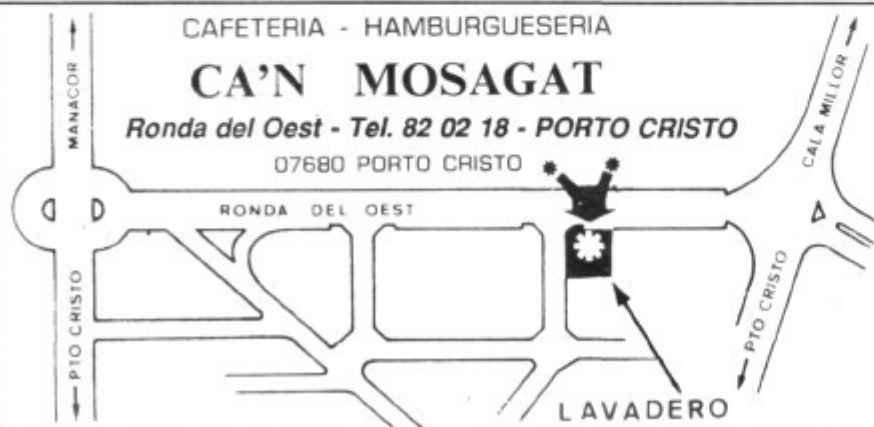 CAFETERIA - HAMBURGUESERIA
CA'N MOSAGAT
Ronda del Oest - Tel. 82 02 18 - PORTO CRISTO
07680 PORTO CRISTO
MANACOR
CALA MILLOR
RONDA DEL OEST
PTO CRISTO
PTO CRISTO
LAVADERO